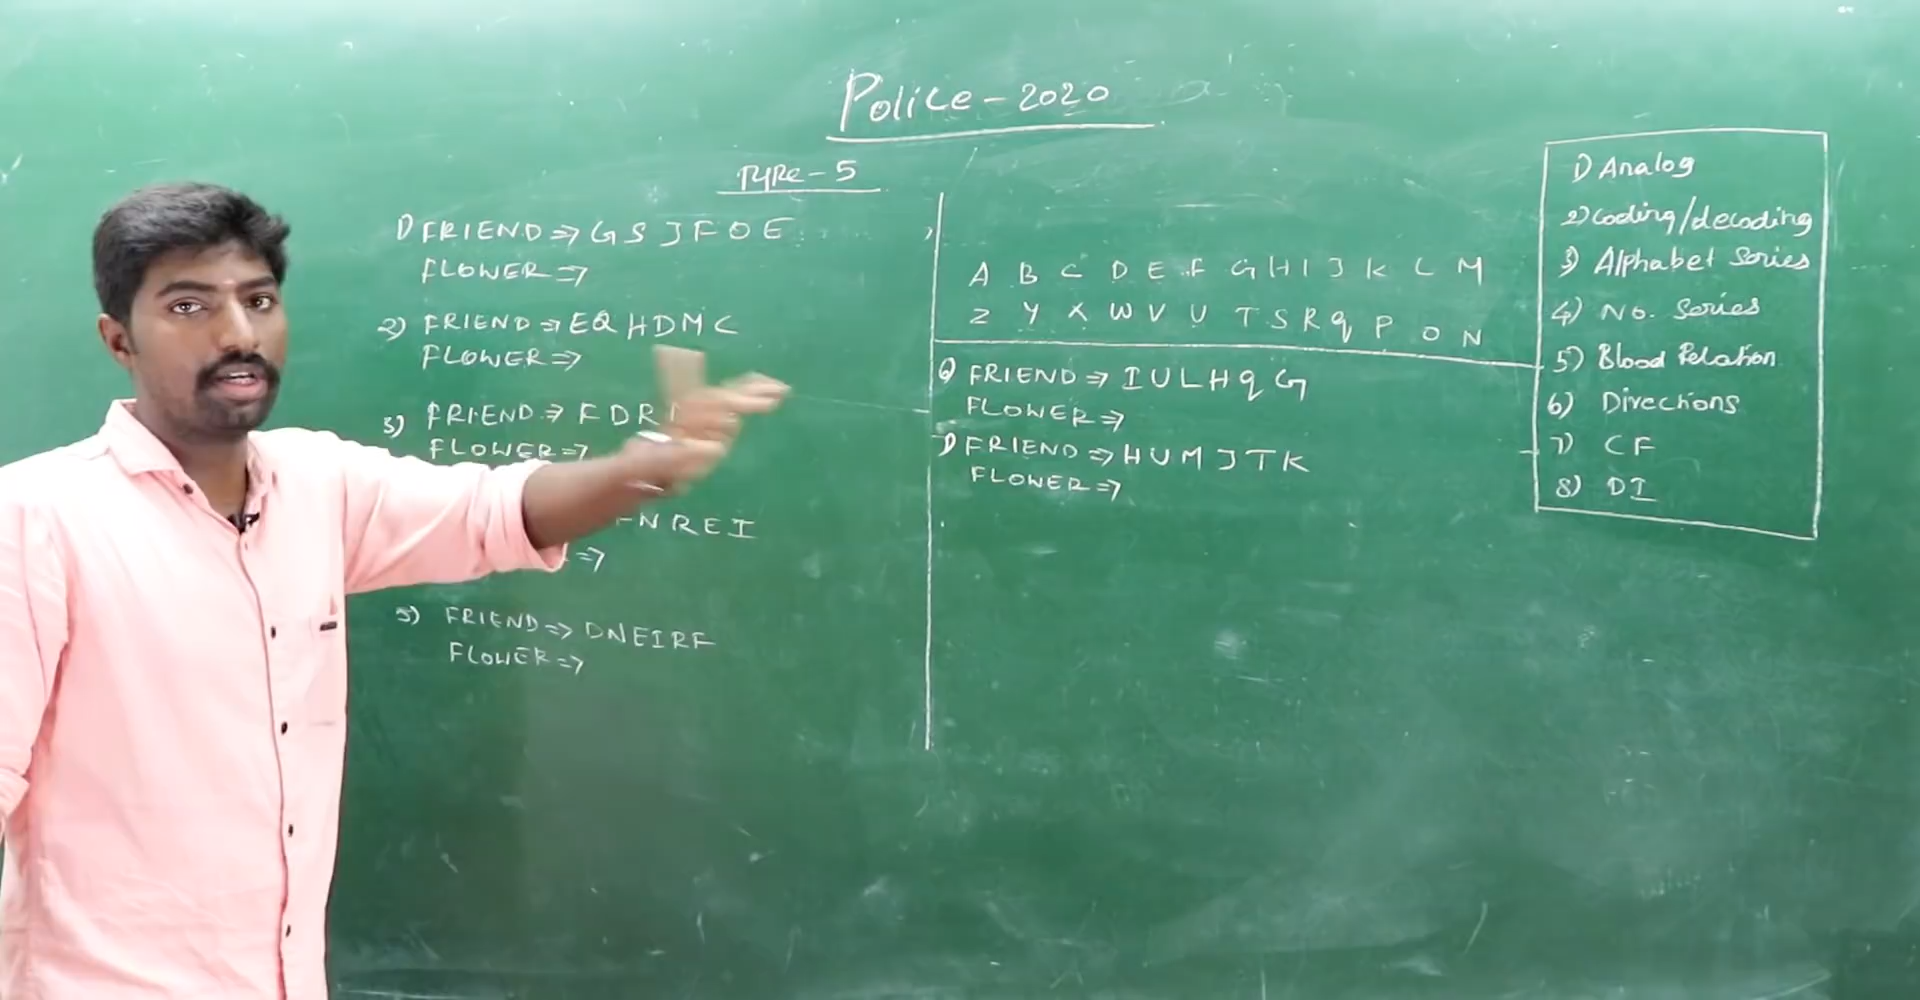 Police - 2020
Type - 5
1) FRIEND => G S J F O E
FLOWER =>
2) FRIEND => E Q H D M C
FLOWER =>
3) FRIEND => F D R
FLOWER =>
F N R E I
=>
5) FRIEND => D N E I R F
FLOWER =>
A B C D E F G H I J K L M
Z Y X W V U T S R q P O N
6) FRIEND => I U L H q G
FLOWER =>
7) FRIEND => H U M J T K
FLOWER =>
1) Analog
2) Coding/decoding
3) Alphabet Series
4) No. Series
5) Blood Relation
6) Directions
7) CF
8) DI